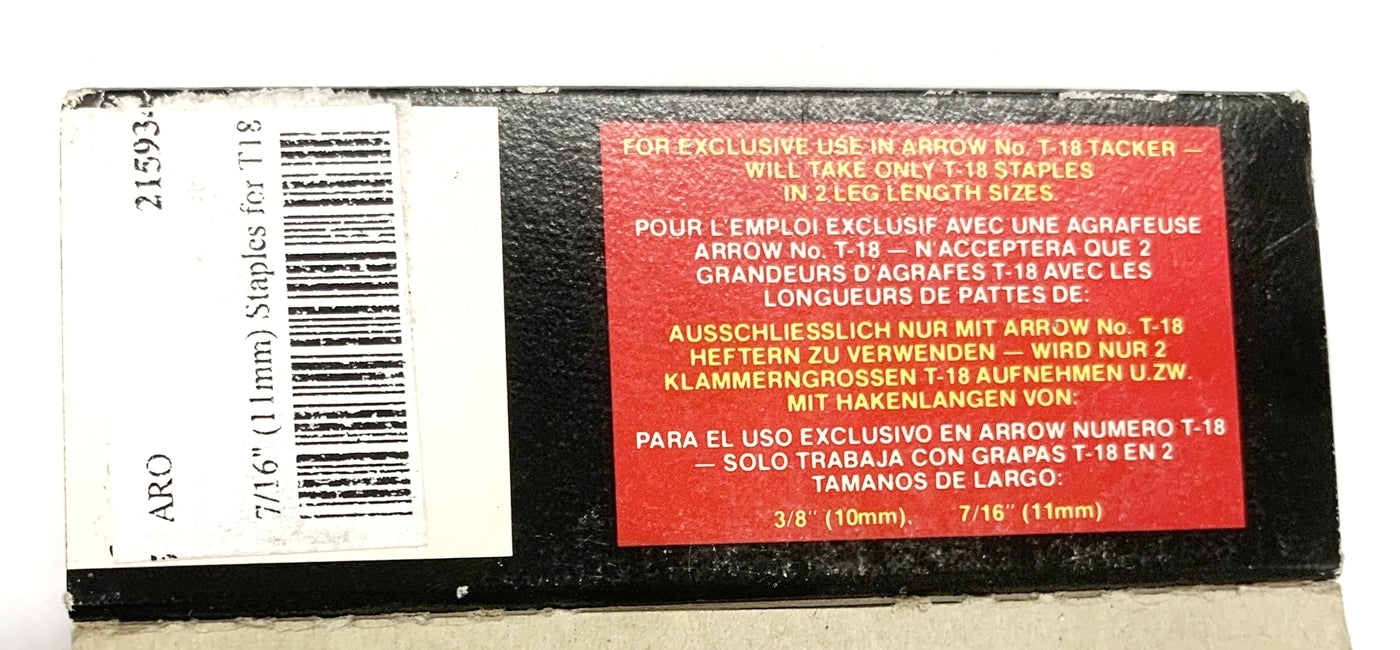 215934
ARO
7/16" (11mm) Staples for T18
FOR EXCLUSIVE USE IN ARROW No. T-18 TACKER —
WILL TAKE ONLY T-18 STAPLES
IN 2 LEG LENGTH SIZES.
POUR L'EMPLOI EXCLUSIF AVEC UNE AGRAFEUSE
ARROW No. T-18 — N'ACCEPTERA QUE 2
GRANDEURS D'AGRAFES T-18 AVEC LES
LONGUEURS DE PATTES DE:
AUSSCHLIESSLICH NUR MIT ARROW No. T-18
HEFTERN ZU VERWENDEN — WIRD NUR 2
KLAMMERNGROSSEN T-18 AUFNEHMEN U.ZW.
MIT HAKENLANGEN VON:
PARA EL USO EXCLUSIVO EN ARROW NUMERO T-18
— SOLO TRABAJA CON GRAPAS T-18 EN 2
TAMANOS DE LARGO:
3/8" (10mm), 7/16" (11mm)